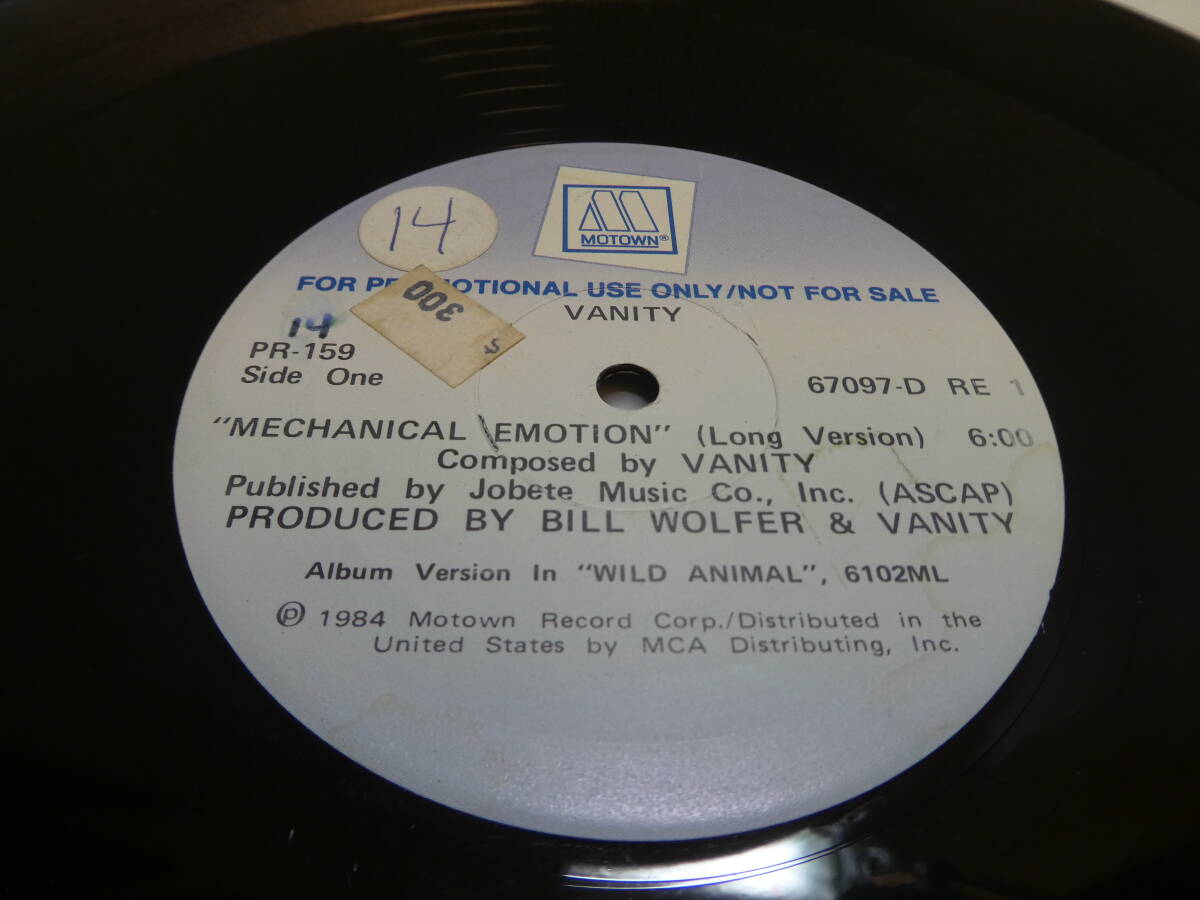 14
MOTOWN®
FOR PR OTIONAL USE ONLY/NOT FOR SALE
300
VANITY
14
PR-159
Side One
67097-D RE 1
"MECHANICAL EMOTION" (Long Version) 6:00
Composed by VANITY
Published by Jobete Music Co., Inc. (ASCAP)
PRODUCED BY BILL WOLFER & VANITY
Album Version In "WILD ANIMAL", 6102ML
Ⓟ 1984 Motown Record Corp./Distributed in the
United States by MCA Distributing, Inc.